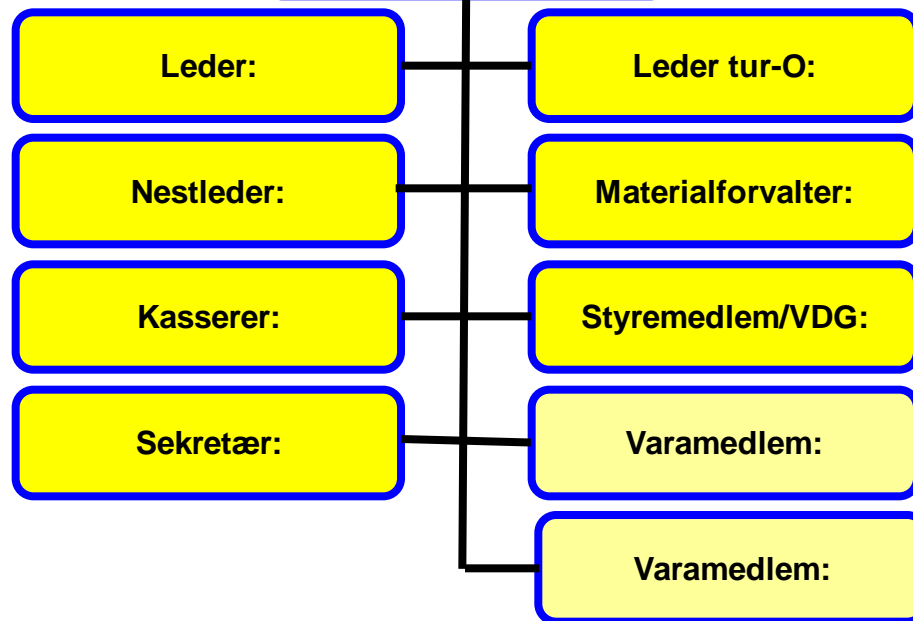 Leder:
Leder tur-O:
Nestleder:
Materialforvalter:
Kasserer:
Styremedlem/VDG:
Sekretær:
Varamedlem:
Varamedlem: